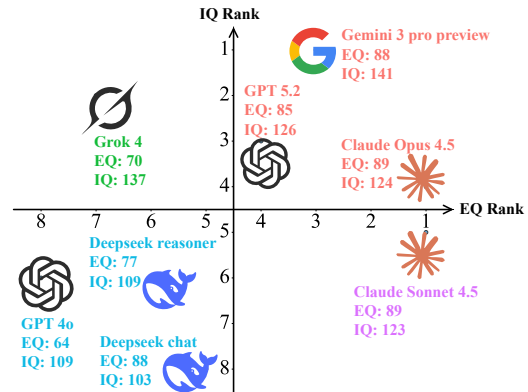 IQ Rank
1
Gemini 3 pro preview
EQ: 88
IQ: 141
2
GPT 5.2
EQ: 85
IQ: 126
Grok 4
EQ: 70
IQ: 137
3
Claude Opus 4.5
EQ: 89
IQ: 124
4
8 7 6 5 4 3 2 1 EQ Rank
5
Deepseek reasoner
EQ: 77
IQ: 109
6
Claude Sonnet 4.5
EQ: 89
IQ: 123
GPT 4o
EQ: 64
IQ: 109
7
Deepseek chat
EQ: 88
IQ: 103
8